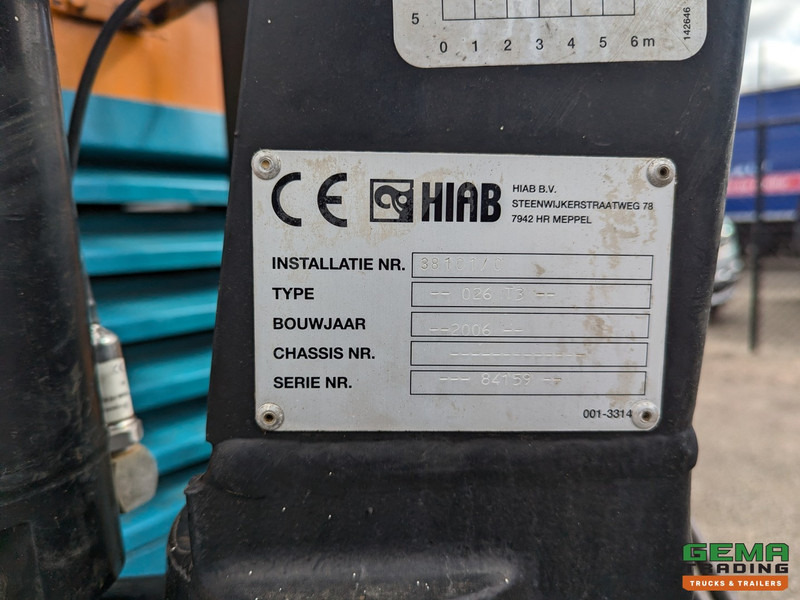 5
0 1 2 3 4 5 6 m
142646
CE HIAB
HIAB B.V.
STEENWIJKERSTRAATWEG 78
7942 HR MEPPEL
INSTALLATIE NR.
TYPE -- 026 T3 --
BOUWJAAR --2006 --
CHASSIS NR. -------------
SERIE NR. --- 84159 --
001-3314
GEMA
TRADING
TRUCKS & TRAILERS